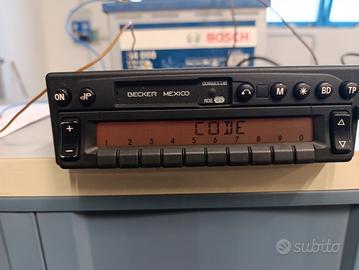 BOSCH
BECKER MEXICO
RDS
ON
M
BD
TP
CODE
1 2 3 4 5 6 7 8 9 0
subito